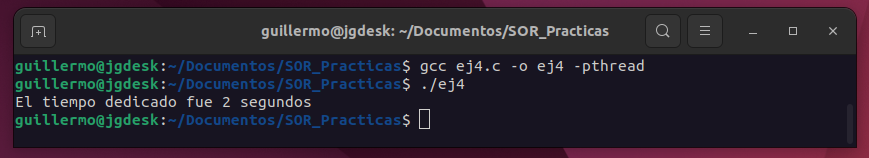 guillermo@jgdesk: ~/Documentos/SOR_Practicas
guillermo@jgdesk:~/Documentos/SOR_Practicas$ gcc ej4.c -o ej4 -pthread
guillermo@jgdesk:~/Documentos/SOR_Practicas$ ./ej4
El tiempo dedicado fue 2 segundos
guillermo@jgdesk:~/Documentos/SOR_Practicas$